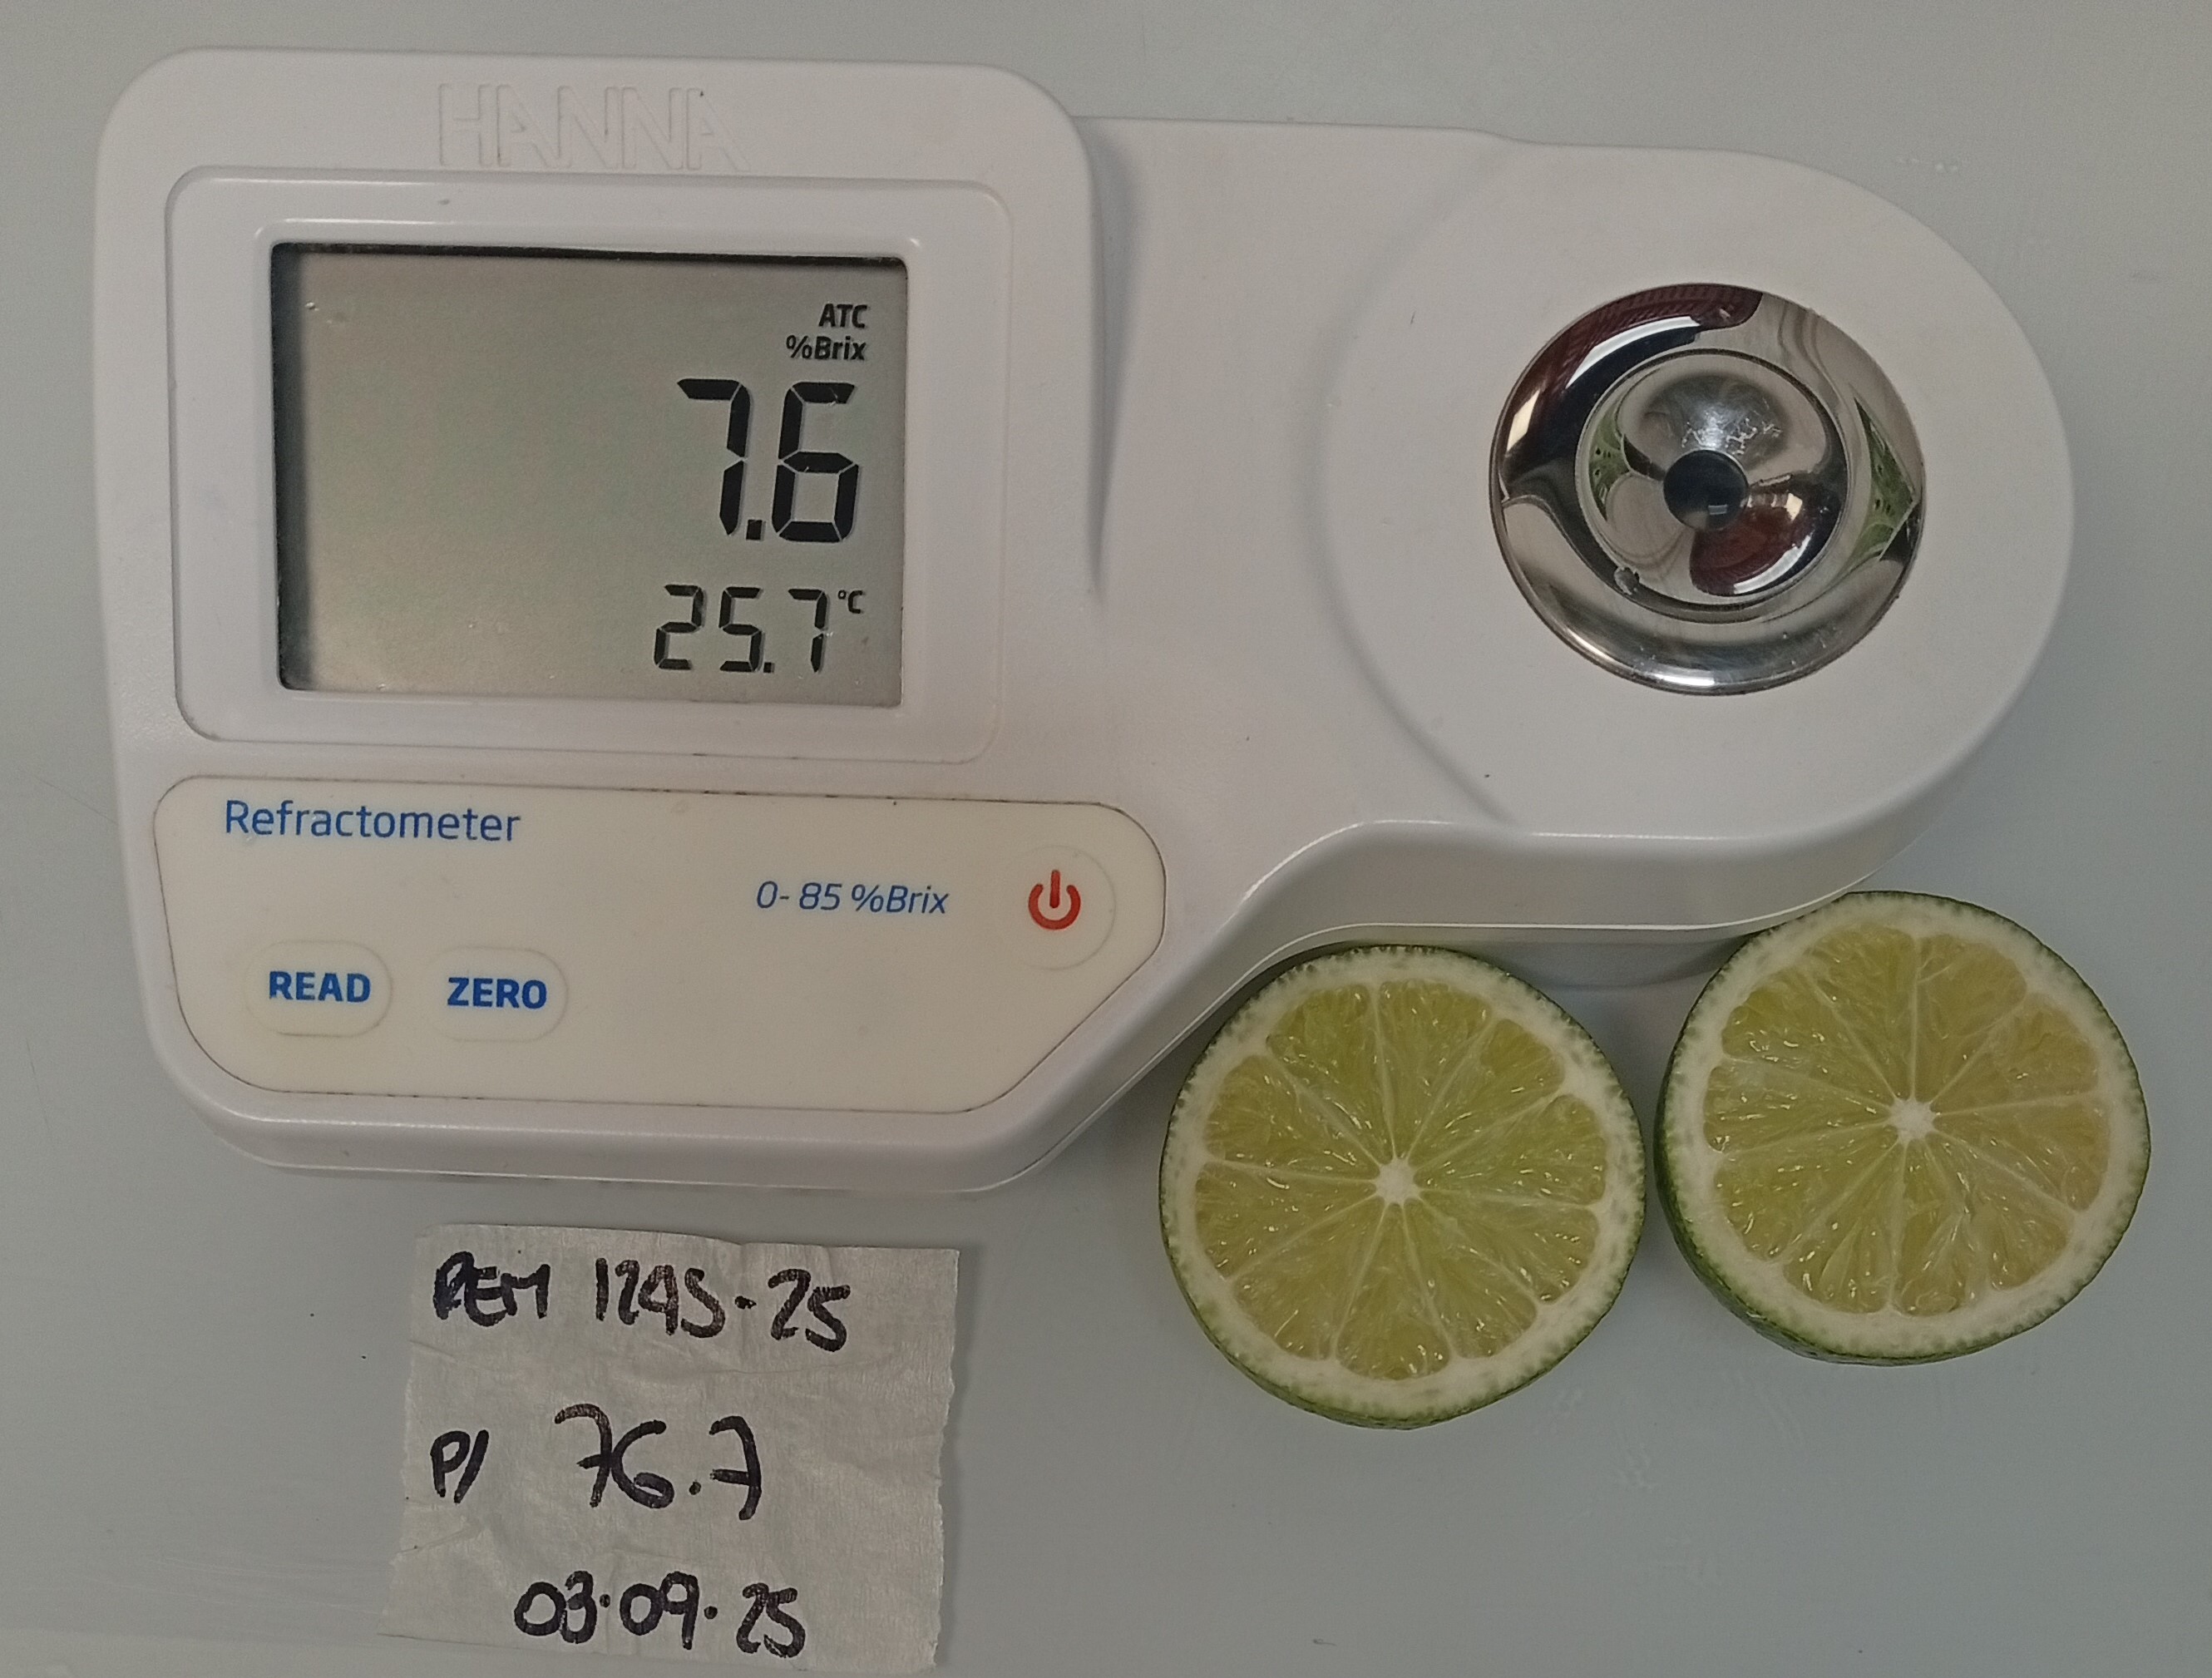 HANNA
ATC
%Brix
7.6
25.7 °C
Refractometer
0-85 %Brix
READ ZERO
REM 1245-25
P/ 76.7
03.09.25